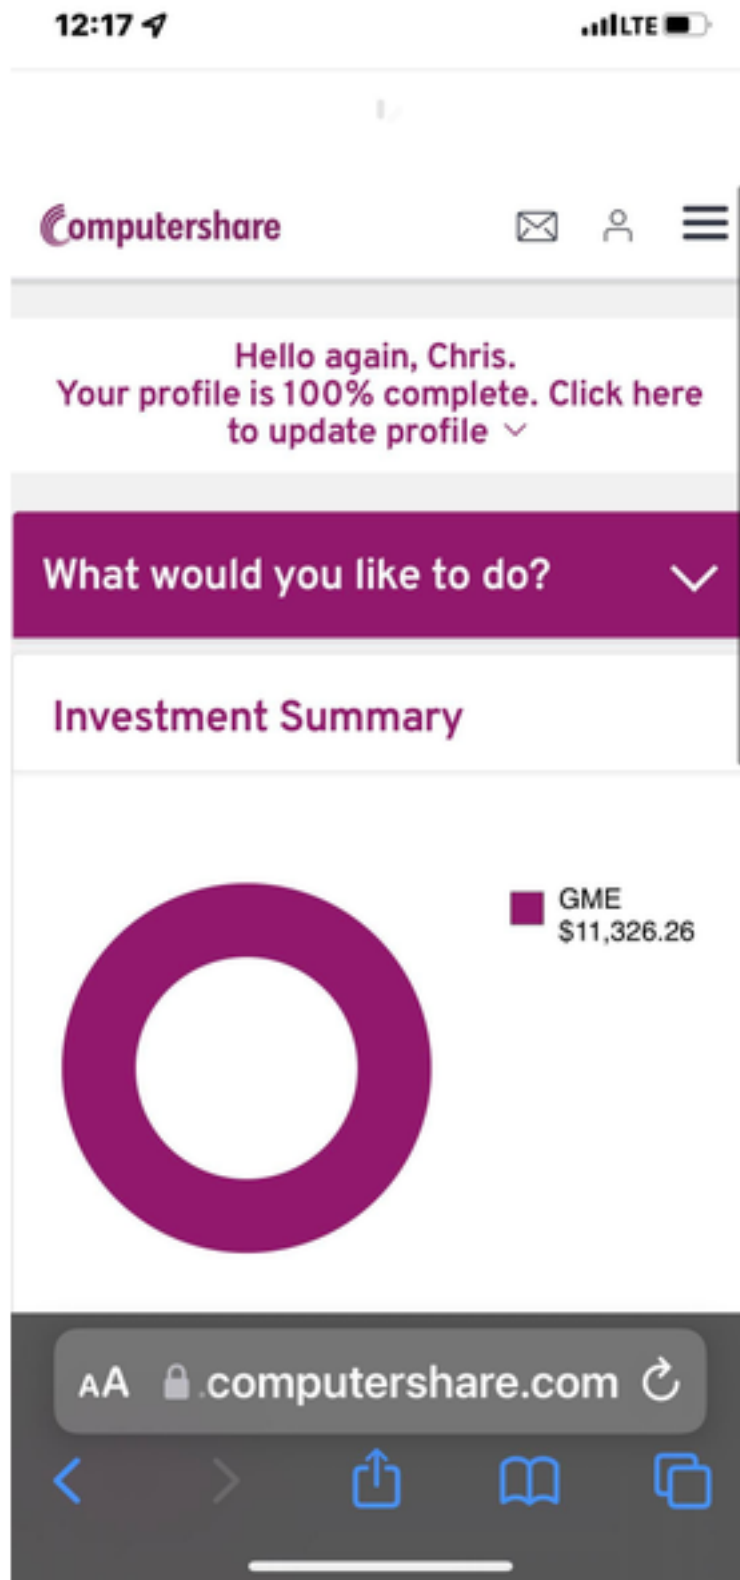 12:17 LTE
Computershare
Hello again, Chris.
Your profile is 100% complete. Click here
to update profile
What would you like to do?
Investment Summary
GME
$11,326.26
AA .computershare.com